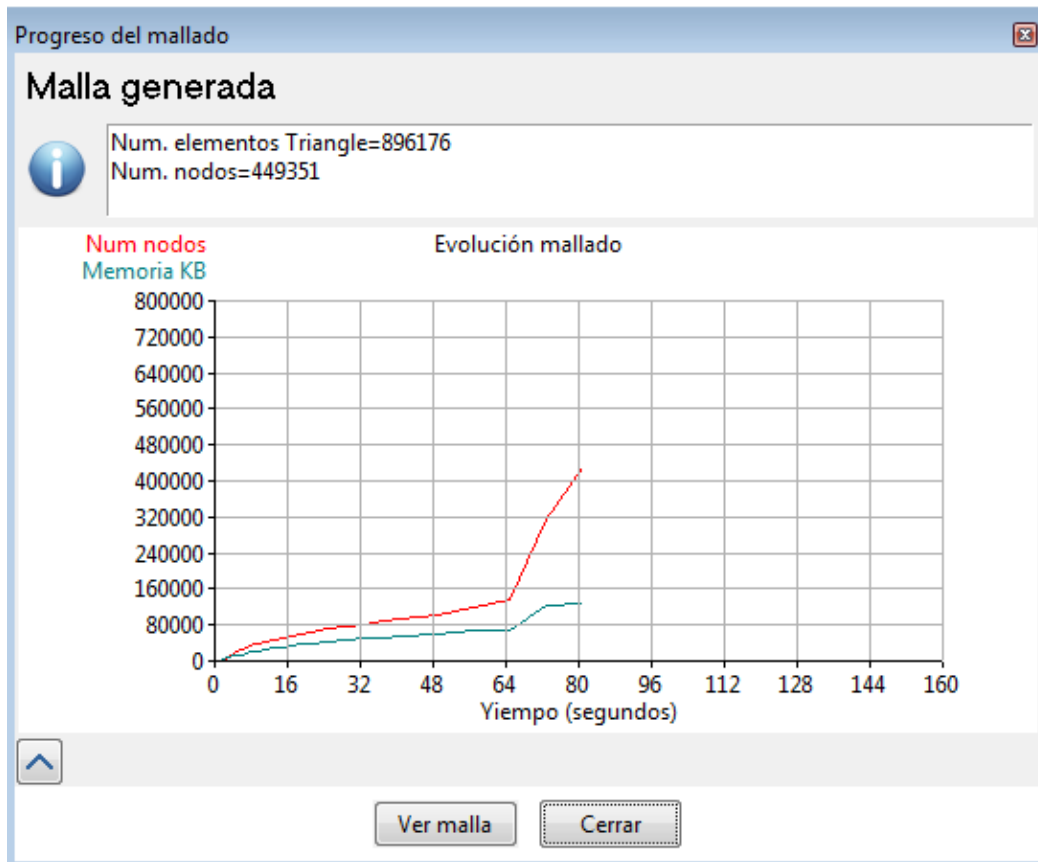 Progreso del mallado
Malla generada
Num. elementos Triangle=896176
Num. nodos=449351
Num nodos
Evolución mallado
Memoria KB
800000
720000
640000
560000
480000
400000
320000
240000
160000
80000
0
0 16 32 48 64 80 96 112 128 144 160
Yiempo (segundos)
Ver malla Cerrar